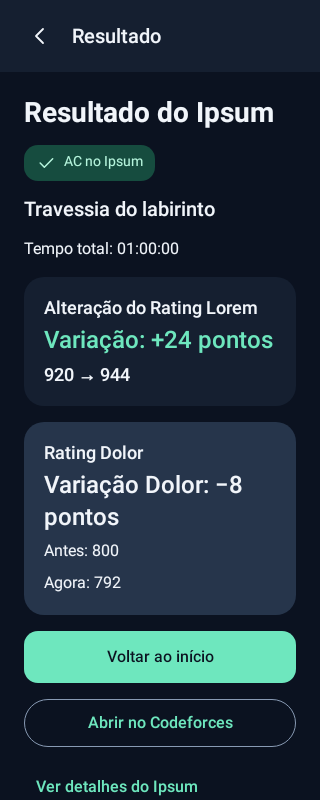 Resultado
Resultado do Ipsum
AC no Ipsum
Travessia do labirinto
Tempo total: 01:00:00
Alteração do Rating Lorem
Variação: +24 pontos
920 → 944
Rating Dolor
Variação Dolor: −8
pontos
Antes: 800
Agora: 792
Voltar ao início
Abrir no Codeforces
Ver detalhes do Ipsum